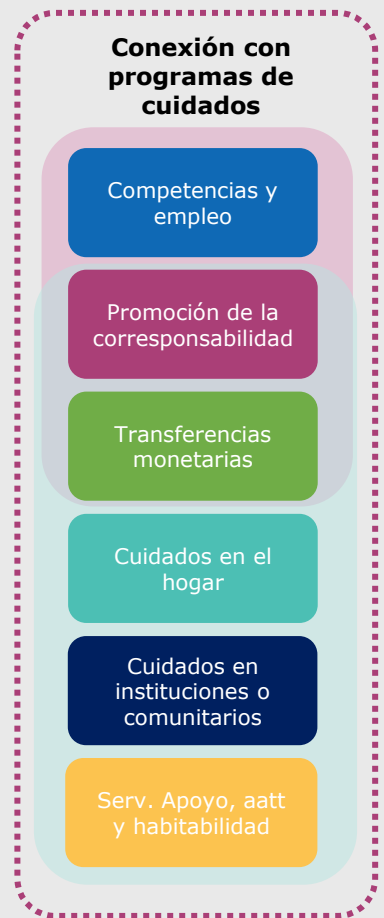 Conexión con
programas de
cuidados
Competencias y
empleo
Promoción de la
corresponsabilidad
Transferencias
monetarias
Cuidados en el
hogar
Cuidados en
instituciones o
comunitarios
Serv. Apoyo, aatt
y habitabilidad